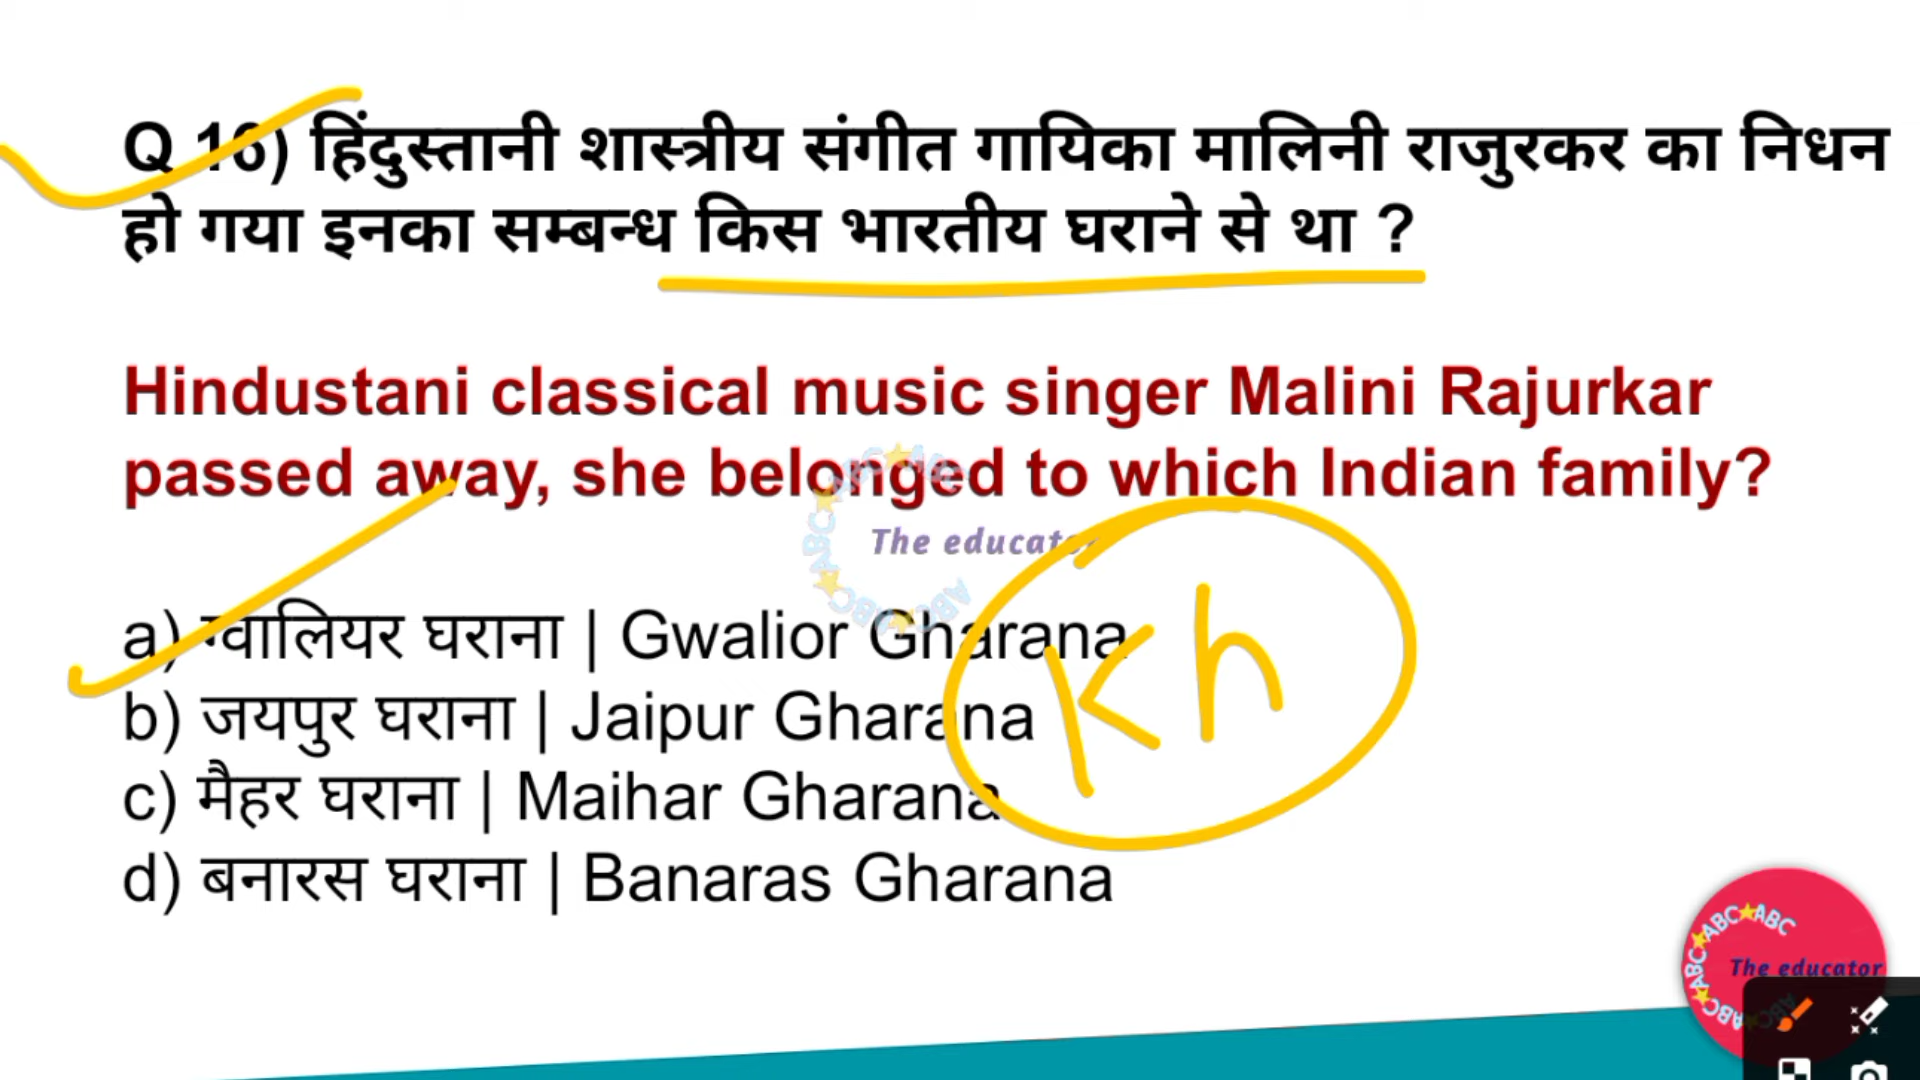 Q 16) हिंदुस्तानी शास्त्रीय संगीत गायिका मालिनी राजुरकर का निधन
हो गया इनका सम्बन्ध किस भारतीय घराने से था ?
Hindustani classical music singer Malini Rajurkar
passed away, she belonged to which Indian family?
The educator
a) ग्वालियर घराना | Gwalior Gharana
b) जयपुर घराना | Jaipur Gharana
c) मैहर घराना | Maihar Gharana
d) बनारस घराना | Banaras Gharana
Kh
ABC ABC ABC ABC
The educator